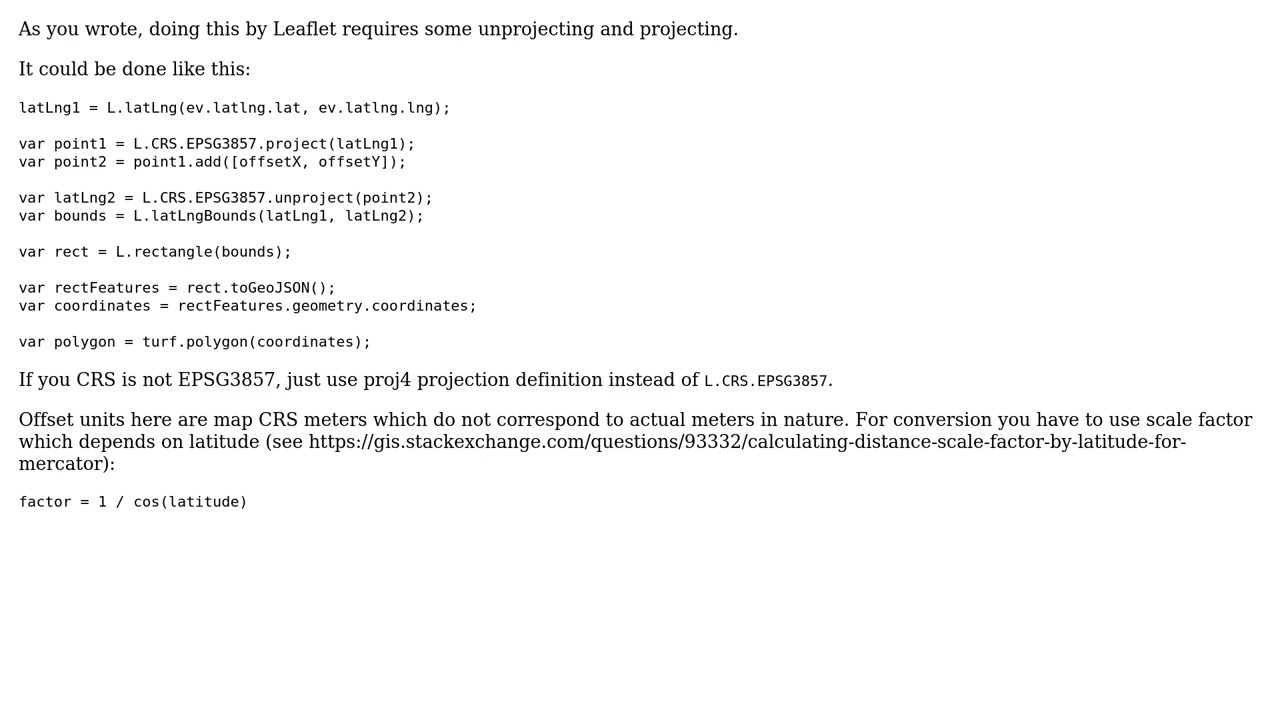 As you wrote, doing this by Leaflet requires some unprojecting and projecting.
It could be done like this:
latLng1 = L.latLng(ev.latlng.lat, ev.latlng.lng);
var point1 = L.CRS.EPSG3857.project(latLng1);
var point2 = point1.add([offsetX, offsetY]);
var latLng2 = L.CRS.EPSG3857.unproject(point2);
var bounds = L.latLngBounds(latLng1, latLng2);
var rect = L.rectangle(bounds);
var rectFeatures = rect.toGeoJSON();
var coordinates = rectFeatures.geometry.coordinates;
var polygon = turf.polygon(coordinates);
If you CRS is not EPSG3857, just use proj4 projection definition instead of L.CRS.EPSG3857.
Offset units here are map CRS meters which do not correspond to actual meters in nature. For conversion you have to use scale factor
which depends on latitude (see https://gis.stackexchange.com/questions/93332/calculating-distance-scale-factor-by-latitude-for-
mercator):
factor = 1 / cos(latitude)